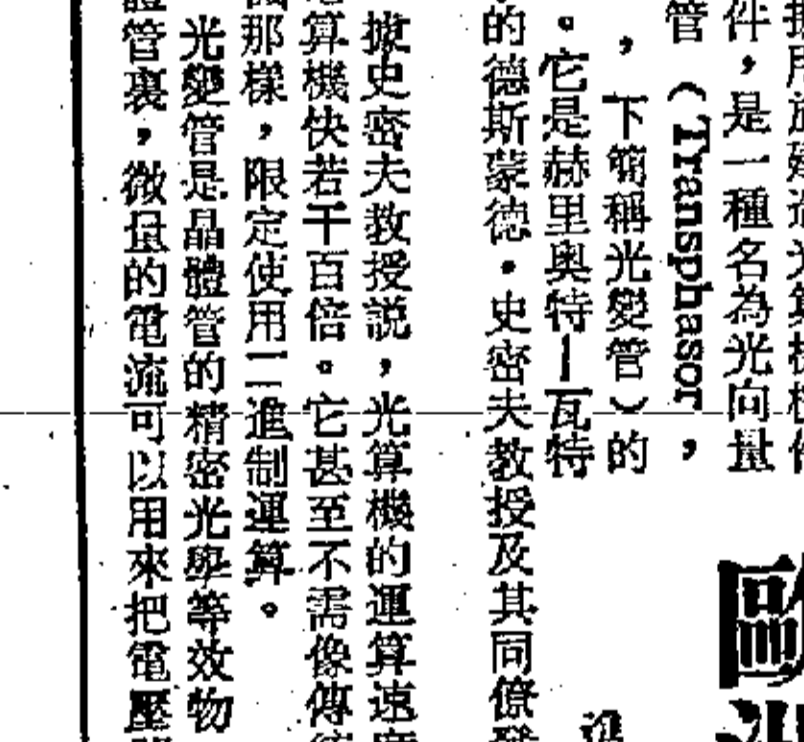 件，是一種名為光向量
管（Transphasor，
，下簡稱光變管）的
。它是赫里奧特—瓦特
的德斯蒙德·史密夫教授及其同僚
據史密夫教授説，光算機的運算速
算機快若干百倍。它甚至不需像傳
那樣，限定使用二進制運算。
光變管是晶體管的精密光學等效物
管裏，微量的電流可以用來把電壓
歐